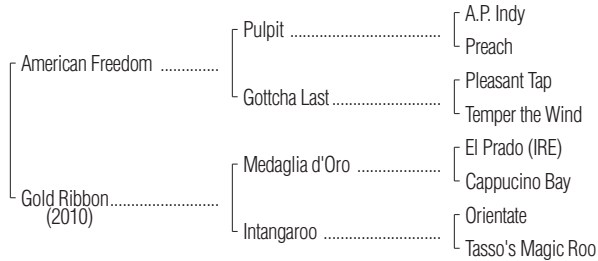 American Freedom ..............
Gold Ribbon..........................
(2010)
Pulpit ....................................
Gottcha Last..........................
Medaglia d'Oro ....................
Intangaroo ............................
A.P. Indy
Preach
Pleasant Tap
Temper the Wind
El Prado (IRE)
Cappucino Bay
Orientate
Tasso's Magic Roo